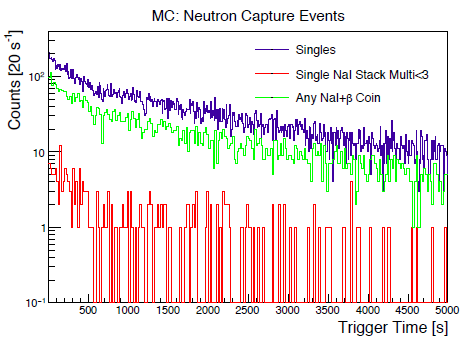 MC: Neutron Capture Events
Counts [20 s⁻¹]
Singles
Single NaI Stack Multi<3
Any NaI+β Coin
10²
10
1
10⁻¹
500 1000 1500 2000 2500 3000 3500 4000 4500 5000
Trigger Time [s]